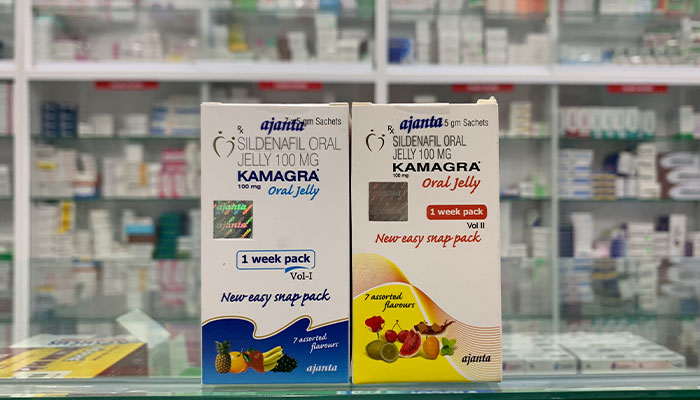 ajanta
5 gm Sachets
Rx
SILDENAFIL ORAL
JELLY 100 MG
KAMAGRA
100 mg
Oral Jelly
ajanta
1 week pack
Vol-I
New easy snap pack
7 assorted
flavours
ajanta
ajanta
5 gm Sachets
Rx
SILDENAFIL ORAL
JELLY 100 MG
KAMAGRA
100 mg
Oral Jelly
1 week pack
Vol II
New easy snap pack
7 assorted
flavours
ajanta